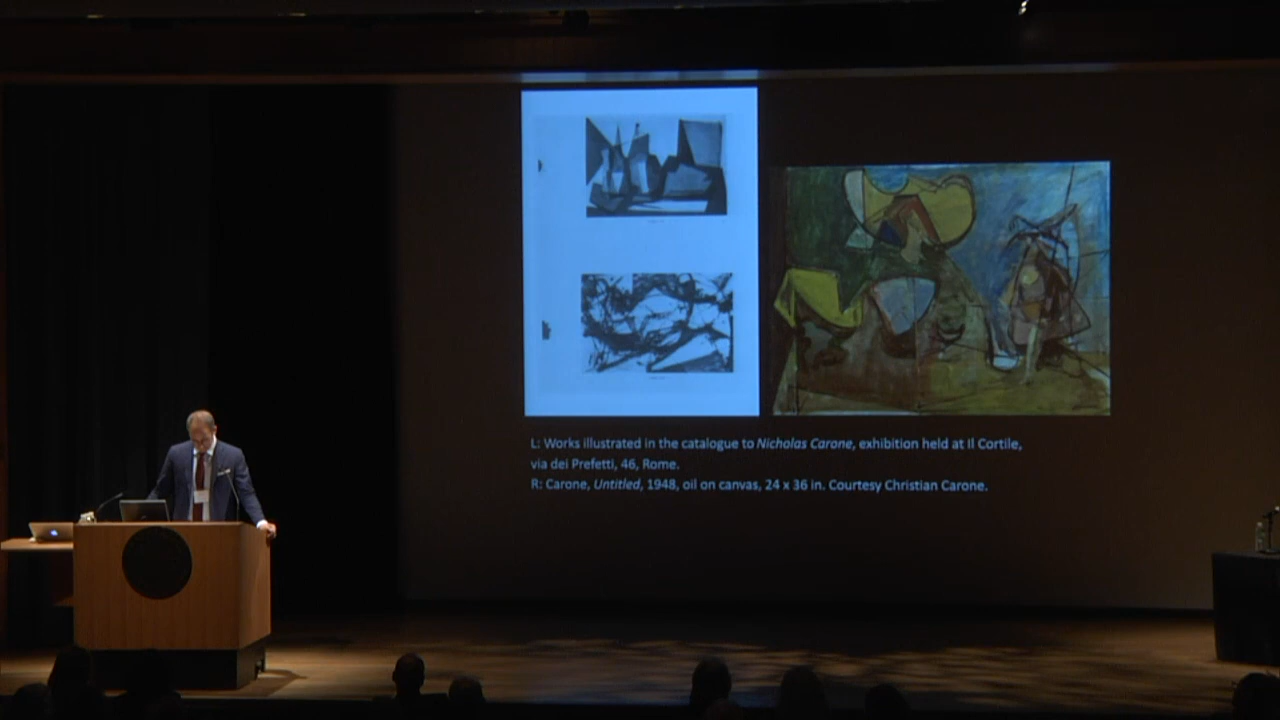 L: Works illustrated in the catalogue to Nicholas Carone, exhibition held at Il Cortile,
via dei Prefetti, 46, Rome.
R: Carone, Untitled, 1948, oil on canvas, 24 x 36 in. Courtesy Christian Carone.